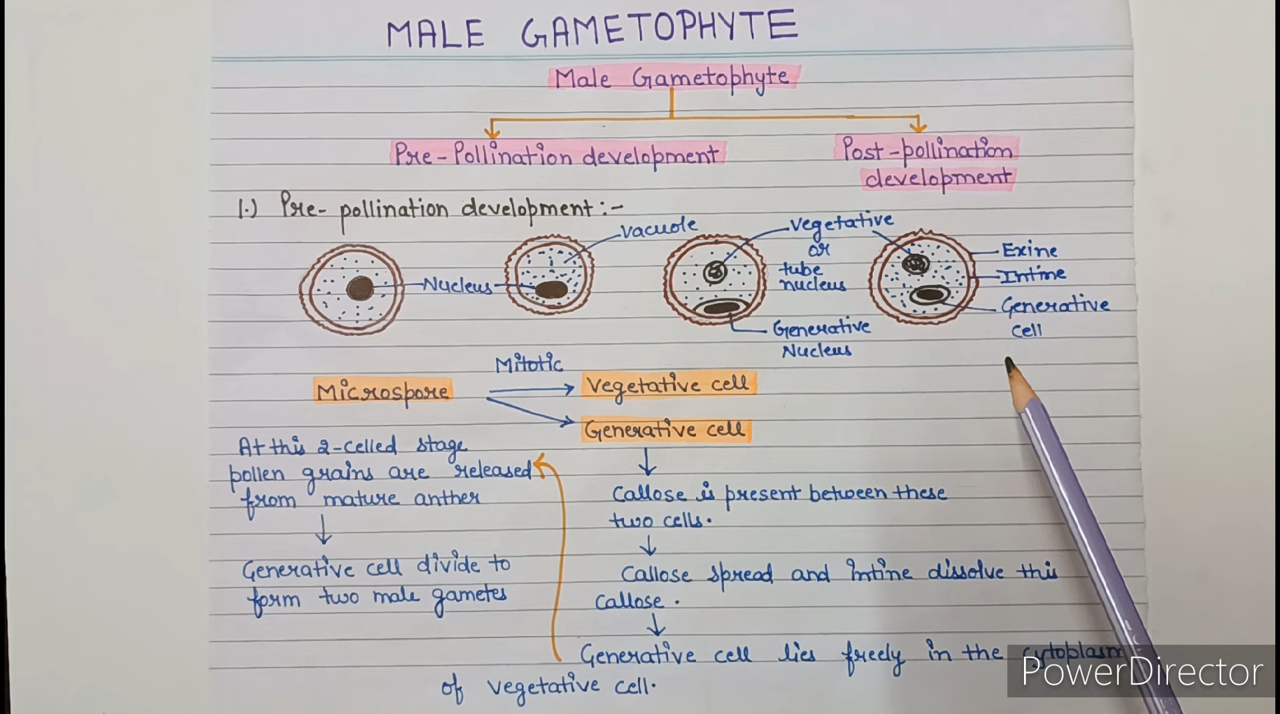 MALE GAMETOPHYTE
Male Gametophyte
Pre-Pollination development
Post-pollination
development
1.) Pre-pollination development:-
Vacuole
Nucleus
Vegetative
or
tube
nucleus
Generative
Nucleus
Exine
Intine
Generative
cell
Microspore
Mitotic
Vegetative cell
Generative cell
Callose is present between these
two cells.
Callose spread and intine dissolve this
callose.
Generative cell lies freely in the cytoplasm
of vegetative cell.
At this 2-celled stage
pollen grains are released
from mature anther
Generative cell divide to
form two male gametes
PowerDirector